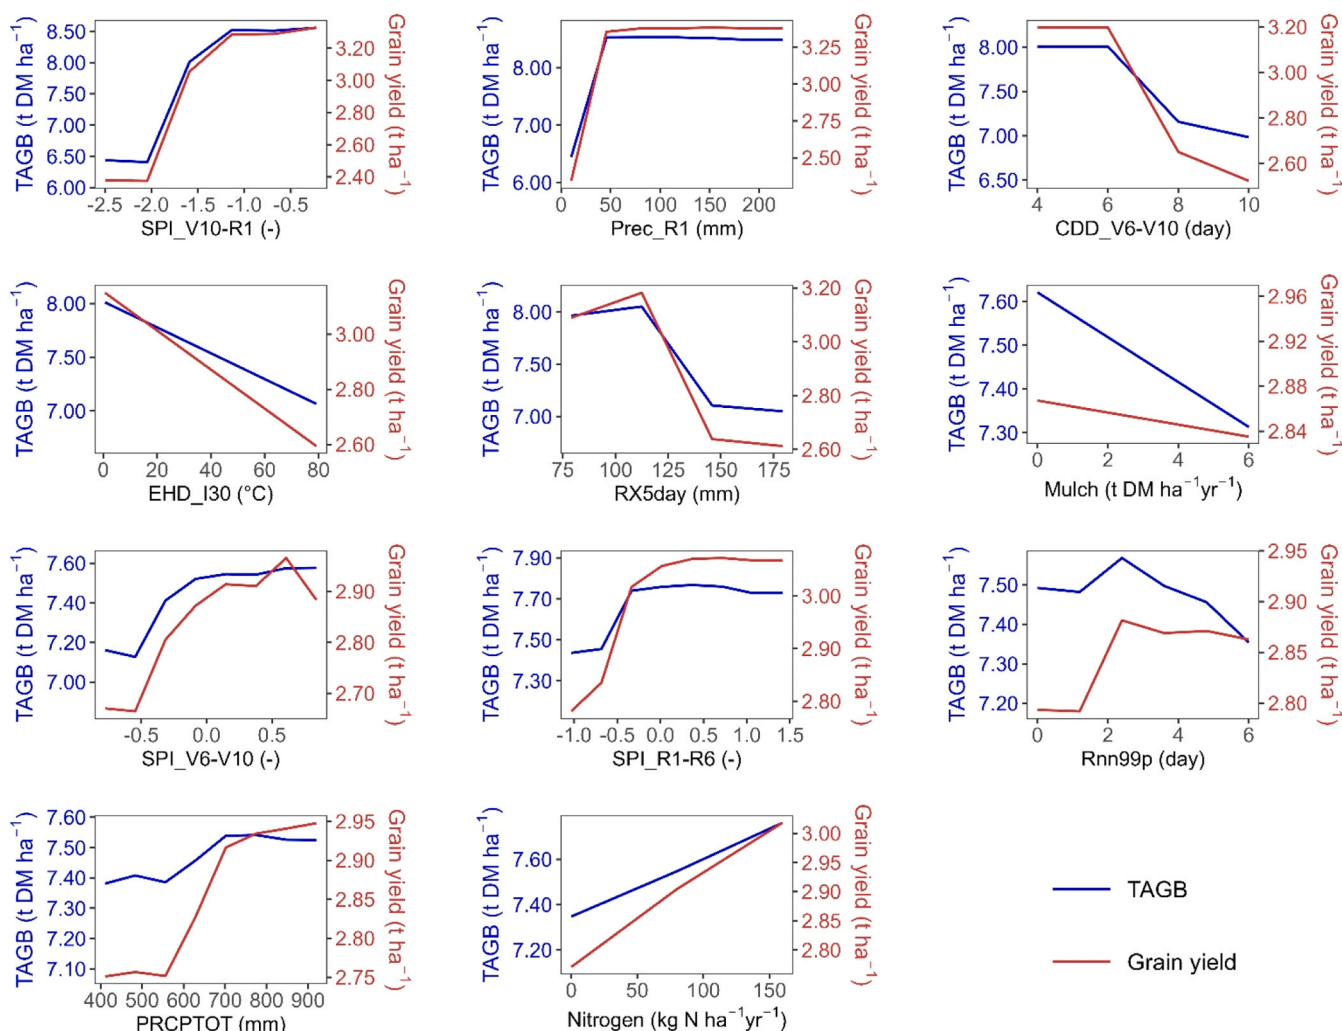 TAGB (t DM ha⁻¹)
8.50
8.00
7.50
7.00
6.50
6.00
3.20
3.00
2.80
2.60
2.40
Grain yield (t ha⁻¹)
-2.5 -2.0 -1.5 -1.0 -0.5
SPI_V10-R1 (-)
TAGB (t DM ha⁻¹)
8.00
7.00
6.00
3.25
3.00
2.75
2.50
Grain yield (t ha⁻¹)
0 50 100 150 200
Prec_R1 (mm)
TAGB (t DM ha⁻¹)
8.00
7.50
7.00
6.50
3.20
3.00
2.80
2.60
Grain yield (t ha⁻¹)
4 6 8 10
CDD_V6-V10 (day)
TAGB (t DM ha⁻¹)
8.00
7.50
7.00
3.00
2.80
2.60
Grain yield (t ha⁻¹)
0 20 40 60 80
EHD_I30 (°C)
TAGB (t DM ha⁻¹)
8.00
7.50
7.00
3.20
3.00
2.80
2.60
Grain yield (t ha⁻¹)
75 100 125 150 175
RX5day (mm)
TAGB (t DM ha⁻¹)
7.60
7.50
7.40
7.30
2.96
2.92
2.88
2.84
Grain yield (t ha⁻¹)
0 2 4 6
Mulch (t DM ha⁻¹yr⁻¹)
TAGB (t DM ha⁻¹)
7.60
7.40
7.20
7.00
2.90
2.80
2.70
Grain yield (t ha⁻¹)
-0.5 0.0 0.5
SPI_V6-V10 (-)
TAGB (t DM ha⁻¹)
7.90
7.70
7.50
7.30
3.00
2.90
2.80
Grain yield (t ha⁻¹)
-1.0 -0.5 0.0 0.5 1.0 1.5
SPI_R1-R6 (-)
TAGB (t DM ha⁻¹)
7.50
7.40
7.30
7.20
2.95
2.90
2.85
2.80
Grain yield (t ha⁻¹)
0 2 4 6
Rnn99p (day)
TAGB (t DM ha⁻¹)
7.60
7.50
7.40
7.30
7.20
7.10
2.95
2.90
2.85
2.80
2.75
Grain yield (t ha⁻¹)
400 500 600 700 800 900
PRCPTOT (mm)
TAGB (t DM ha⁻¹)
7.60
7.40
7.20
3.00
2.95
2.90
2.85
2.80
Grain yield (t ha⁻¹)
0 50 100 150
Nitrogen (kg N ha⁻¹yr⁻¹)
TAGB
Grain yield